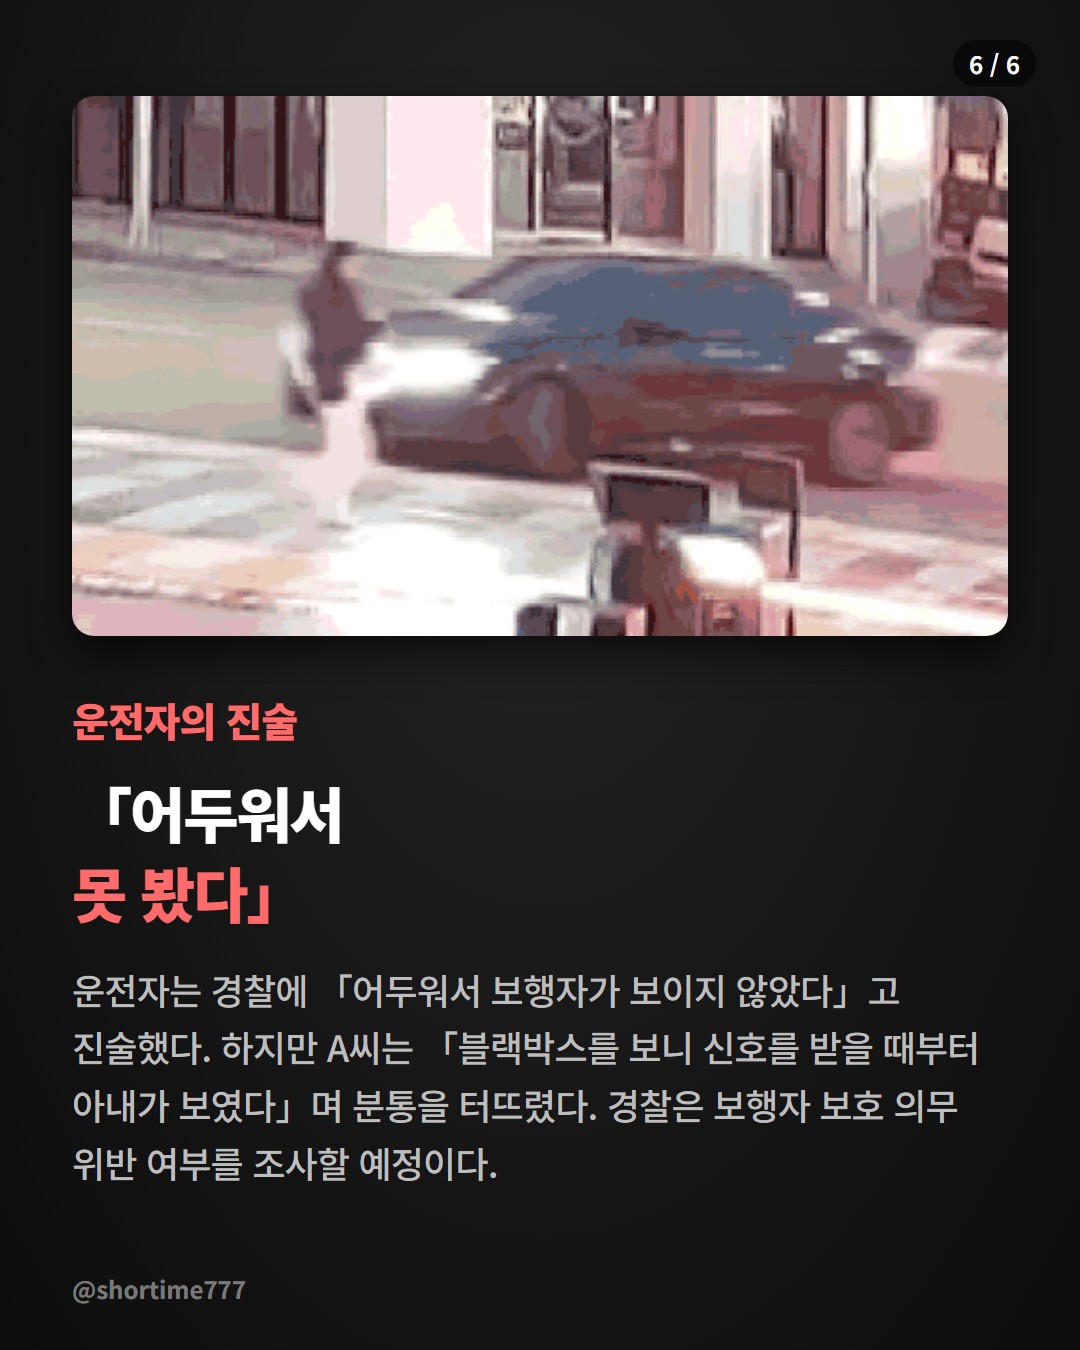 6 / 6
운전자의 진술
「어두워서
못 봤다」
운전자는 경찰에 「어두워서 보행자가 보이지 않았다」고
진술했다. 하지만 A씨는 「블랙박스를 보니 신호를 받을 때부터
아내가 보였다」며 분통을 터뜨렸다. 경찰은 보행자 보호 의무
위반 여부를 조사할 예정이다.
@shortime777